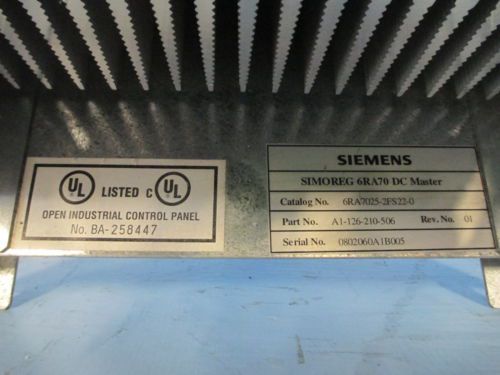 UL LISTED C UL
OPEN INDUSTRIAL CONTROL PANEL
No. BA-258447
SIEMENS
SIMOREG 6RA70 DC Master
Catalog No. 6RA7025-2FS22-0
Part No. A1-126-210-506 Rev. No. 01
Serial No. 0802060A1B005